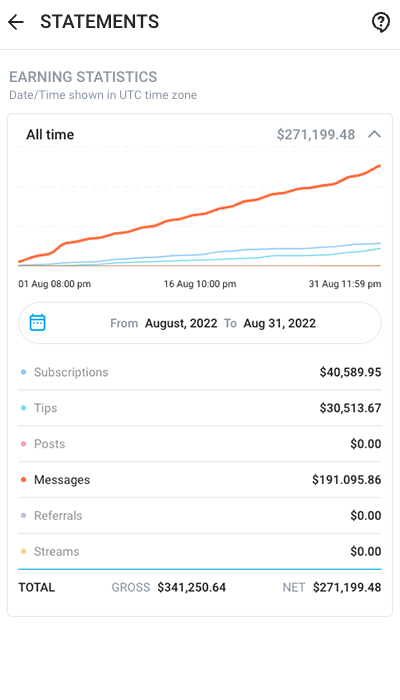 STATEMENTS
EARNING STATISTICS
Date/Time shown in UTC time zone
All time $271,199.48
01 Aug 08:00 pm 16 Aug 10:00 pm 31 Aug 11:59 pm
From August, 2022 To Aug 31, 2022
Subscriptions $40,589.95
Tips $30,513.67
Posts $0.00
Messages $191.095.86
Referrals $0.00
Streams $0.00
TOTAL GROSS $341,250.64 NET $271,199.48